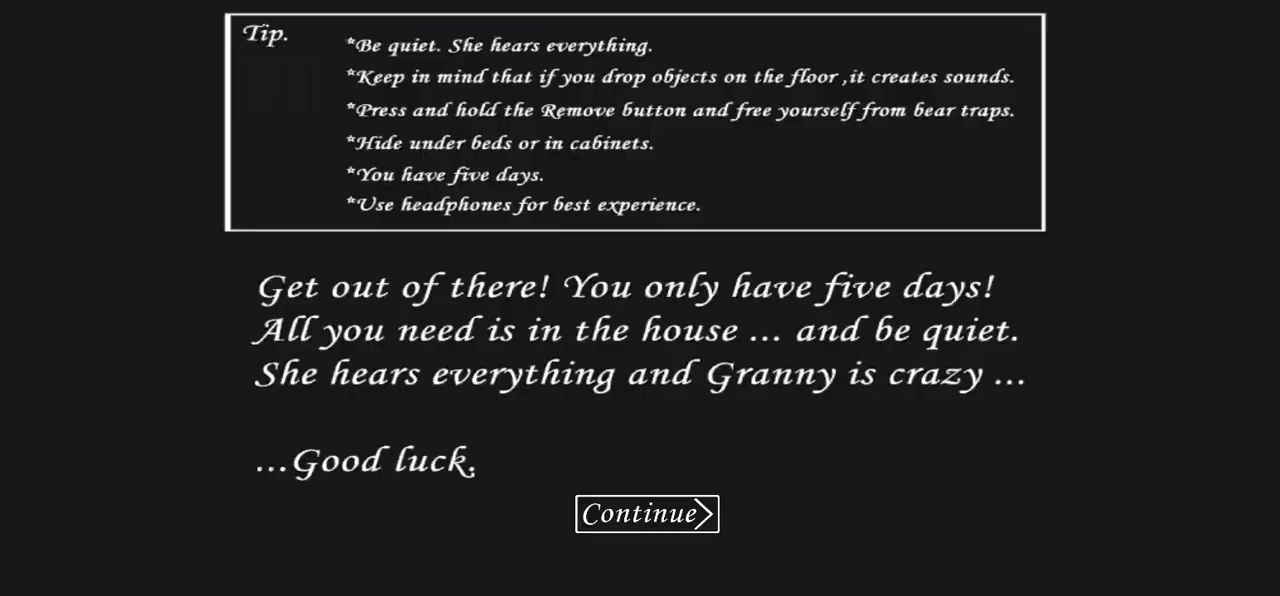 Tip.
*Be quiet. She hears everything.
*Keep in mind that if you drop objects on the floor ,it creates sounds.
*Press and hold the Remove button and free yourself from bear traps.
*Hide under beds or in cabinets.
*You have five days.
*Use headphones for best experience.
Get out of there! You only have five days!
All you need is in the house ... and be quiet.
She hears everything and Granny is crazy ...
...Good luck.
Continue>